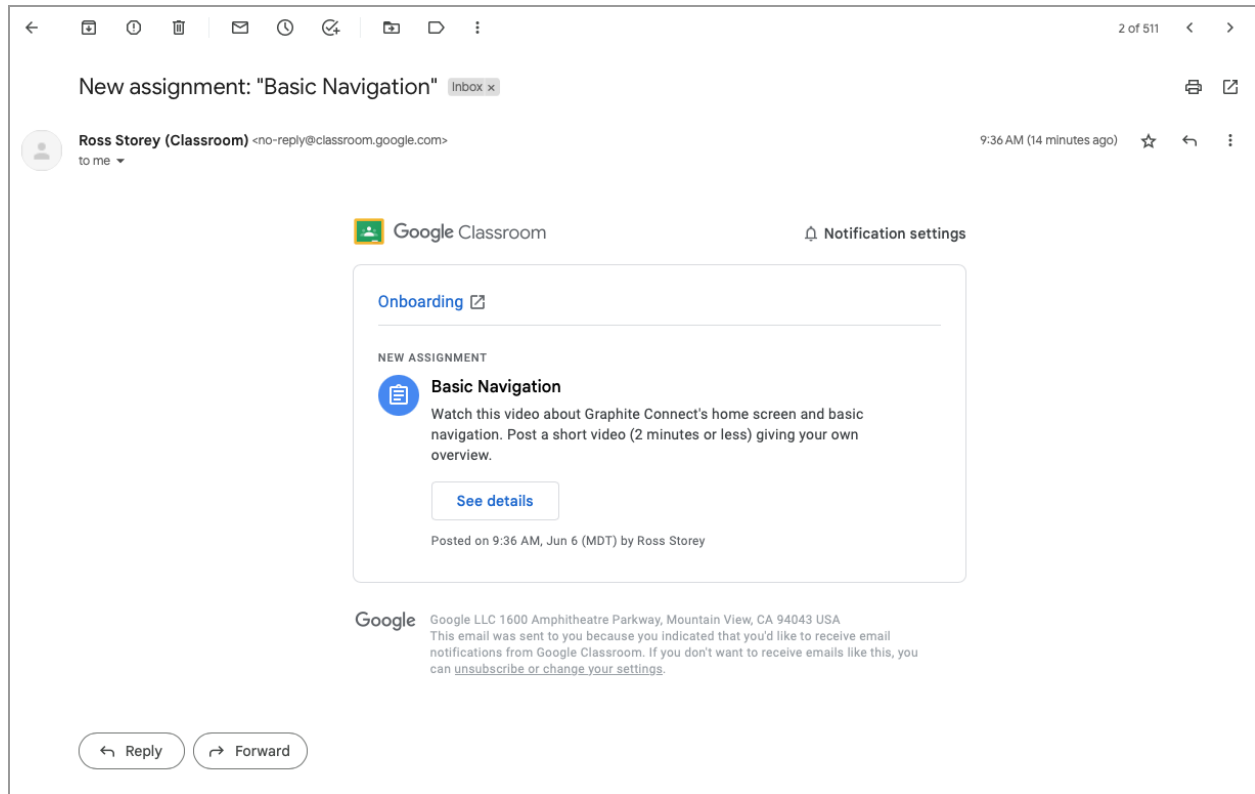 2 of 511
New assignment: "Basic Navigation" Inbox x
Ross Storey (Classroom) <no-reply@classroom.google.com> 9:36 AM (14 minutes ago)
to me
Google Classroom Notification settings
Onboarding
NEW ASSIGNMENT
Basic Navigation
Watch this video about Graphite Connect's home screen and basic
navigation. Post a short video (2 minutes or less) giving your own
overview.
See details
Posted on 9:36 AM, Jun 6 (MDT) by Ross Storey
Google Google LLC 1600 Amphitheatre Parkway, Mountain View, CA 94043 USA
This email was sent to you because you indicated that you'd like to receive email
notifications from Google Classroom. If you don't want to receive emails like this, you
can unsubscribe or change your settings.
Reply Forward